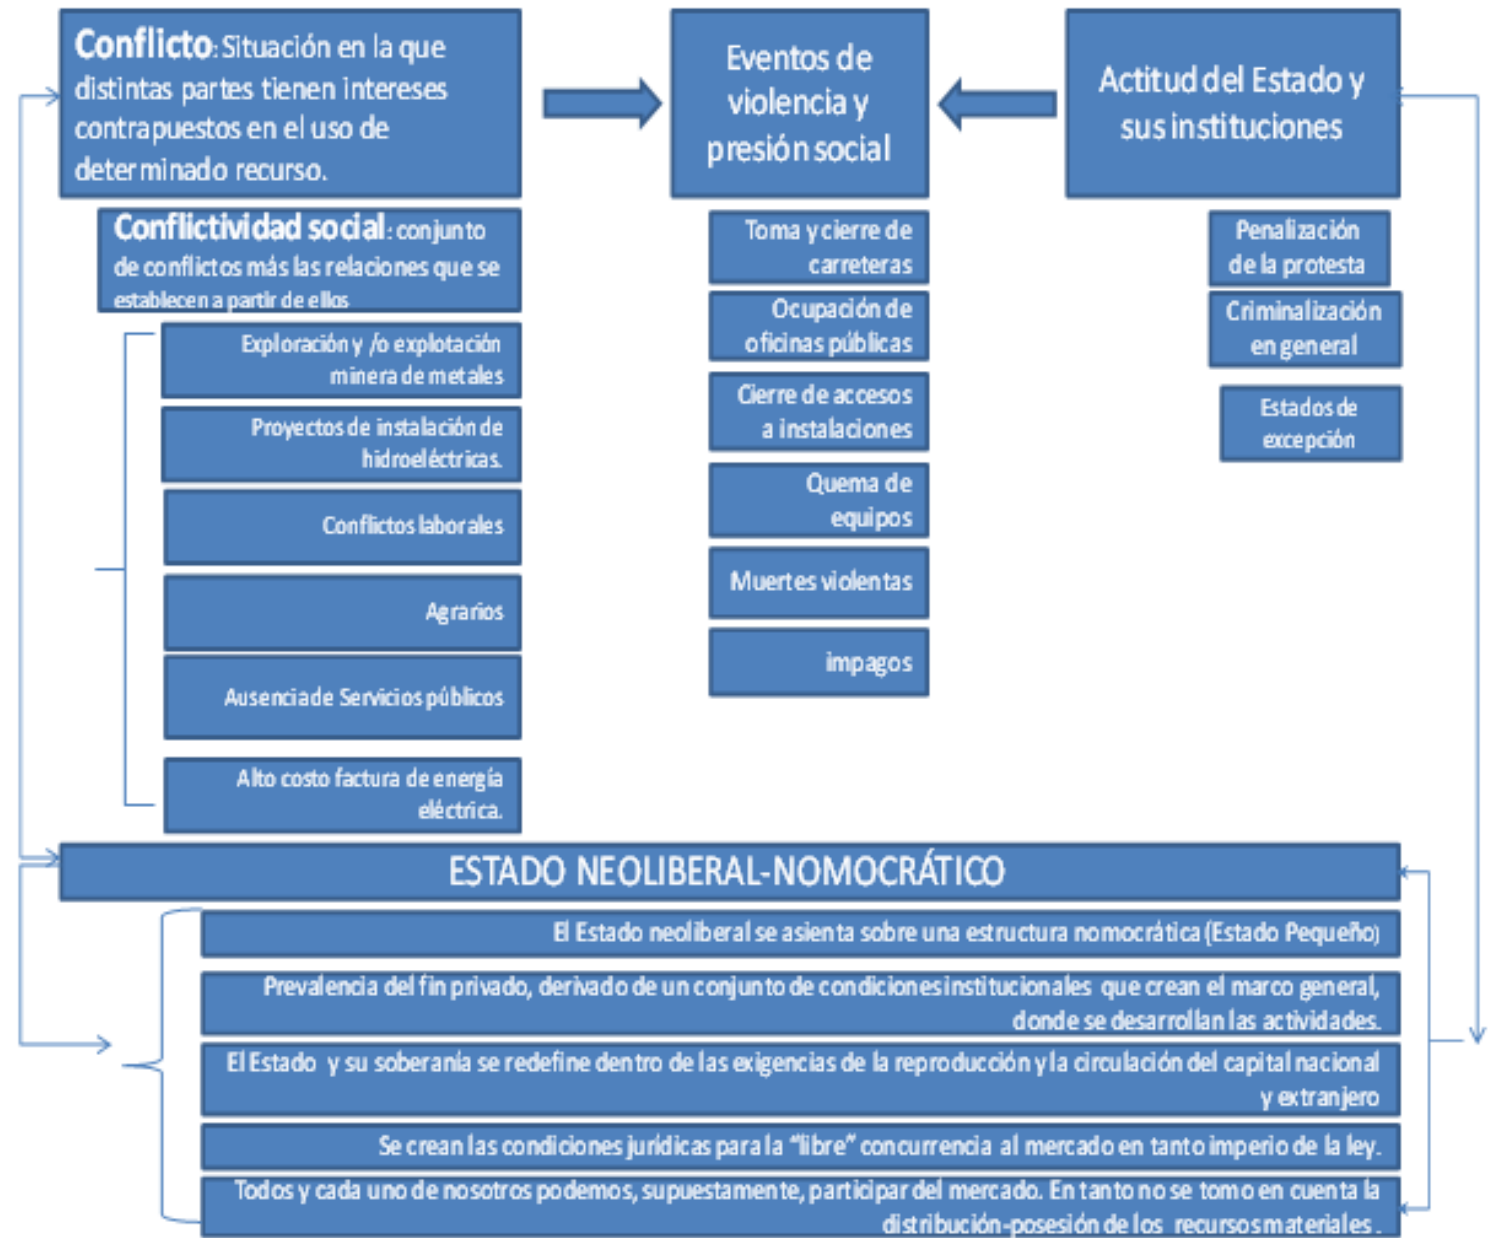 Conflicto: Situación en la que
distintas partes tienen intereses
contrapuestos en el uso de
determinado recurso.
Conflictividad social: conjunto
de conflictos más las relaciones que se
establecen a partir de ellos
Exploración y /o explotación
minera de metales
Proyectos de instalación de
hidroeléctricas.
Conflictos laborales
Agrarios
Ausencia de Servicios públicos
Alto costo factura de energía
eléctrica.
Eventos de
violencia y
presión social
Toma y cierre de
carreteras
Ocupación de
oficinas públicas
Cierre de accesos
a instalaciones
Quema de
equipos
Muertes violentas
impagos
Actitud del Estado y
sus instituciones
Penalización
de la protesta
Criminalización
en general
Estados de
excepción
ESTADO NEOLIBERAL-NOMOCRÁTICO
El Estado neoliberal se asienta sobre una estructura nomocrática (Estado Pequeño)
Prevalencia del fin privado, derivado de un conjunto de condiciones institucionales que crean el marco general,
donde se desarrollan las actividades.
El Estado y su soberanía se redefine dentro de las exigencias de la reproducción y la circulación del capital nacional
y extranjero
Se crean las condiciones jurídicas para la “libre” concurrencia al mercado en tanto imperio de la ley.
Todos y cada uno de nosotros podemos, supuestamente, participar del mercado. En tanto no se tomo en cuenta la
distribución-posesión de los recursos materiales .